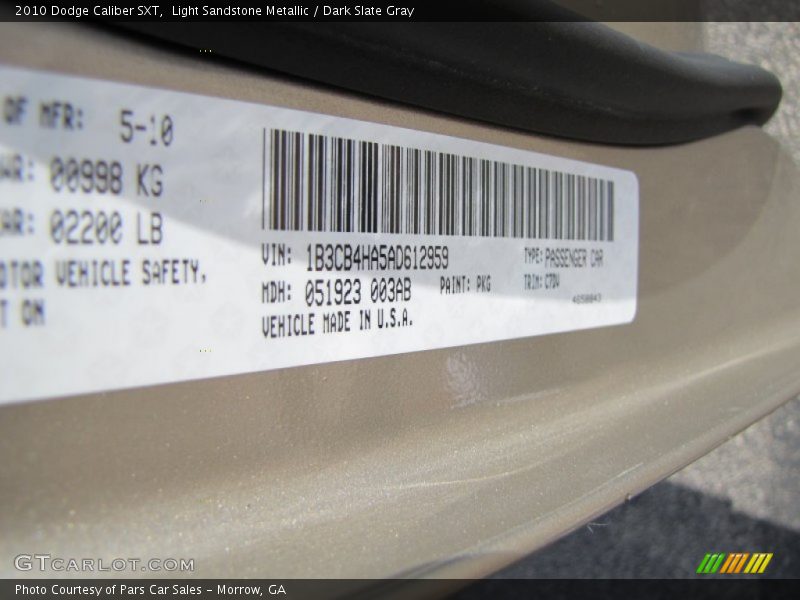 2010 Dodge Caliber SXT, Light Sandstone Metallic / Dark Slate Gray
OF MFR: 5-10
WR: 00998 KG
AR: 02200 LB
OTOR VEHICLE SAFETY,
T ON
VIN: 1B3CB4HA5AD612959
TYPE: PASSENGER CAR
MDH: 051923 003AB
PAINT: PKG
TRIM: C7DV
VEHICLE MADE IN U.S.A.
GTCARLOT.COM
Photo Courtesy of Pars Car Sales - Morrow, GA